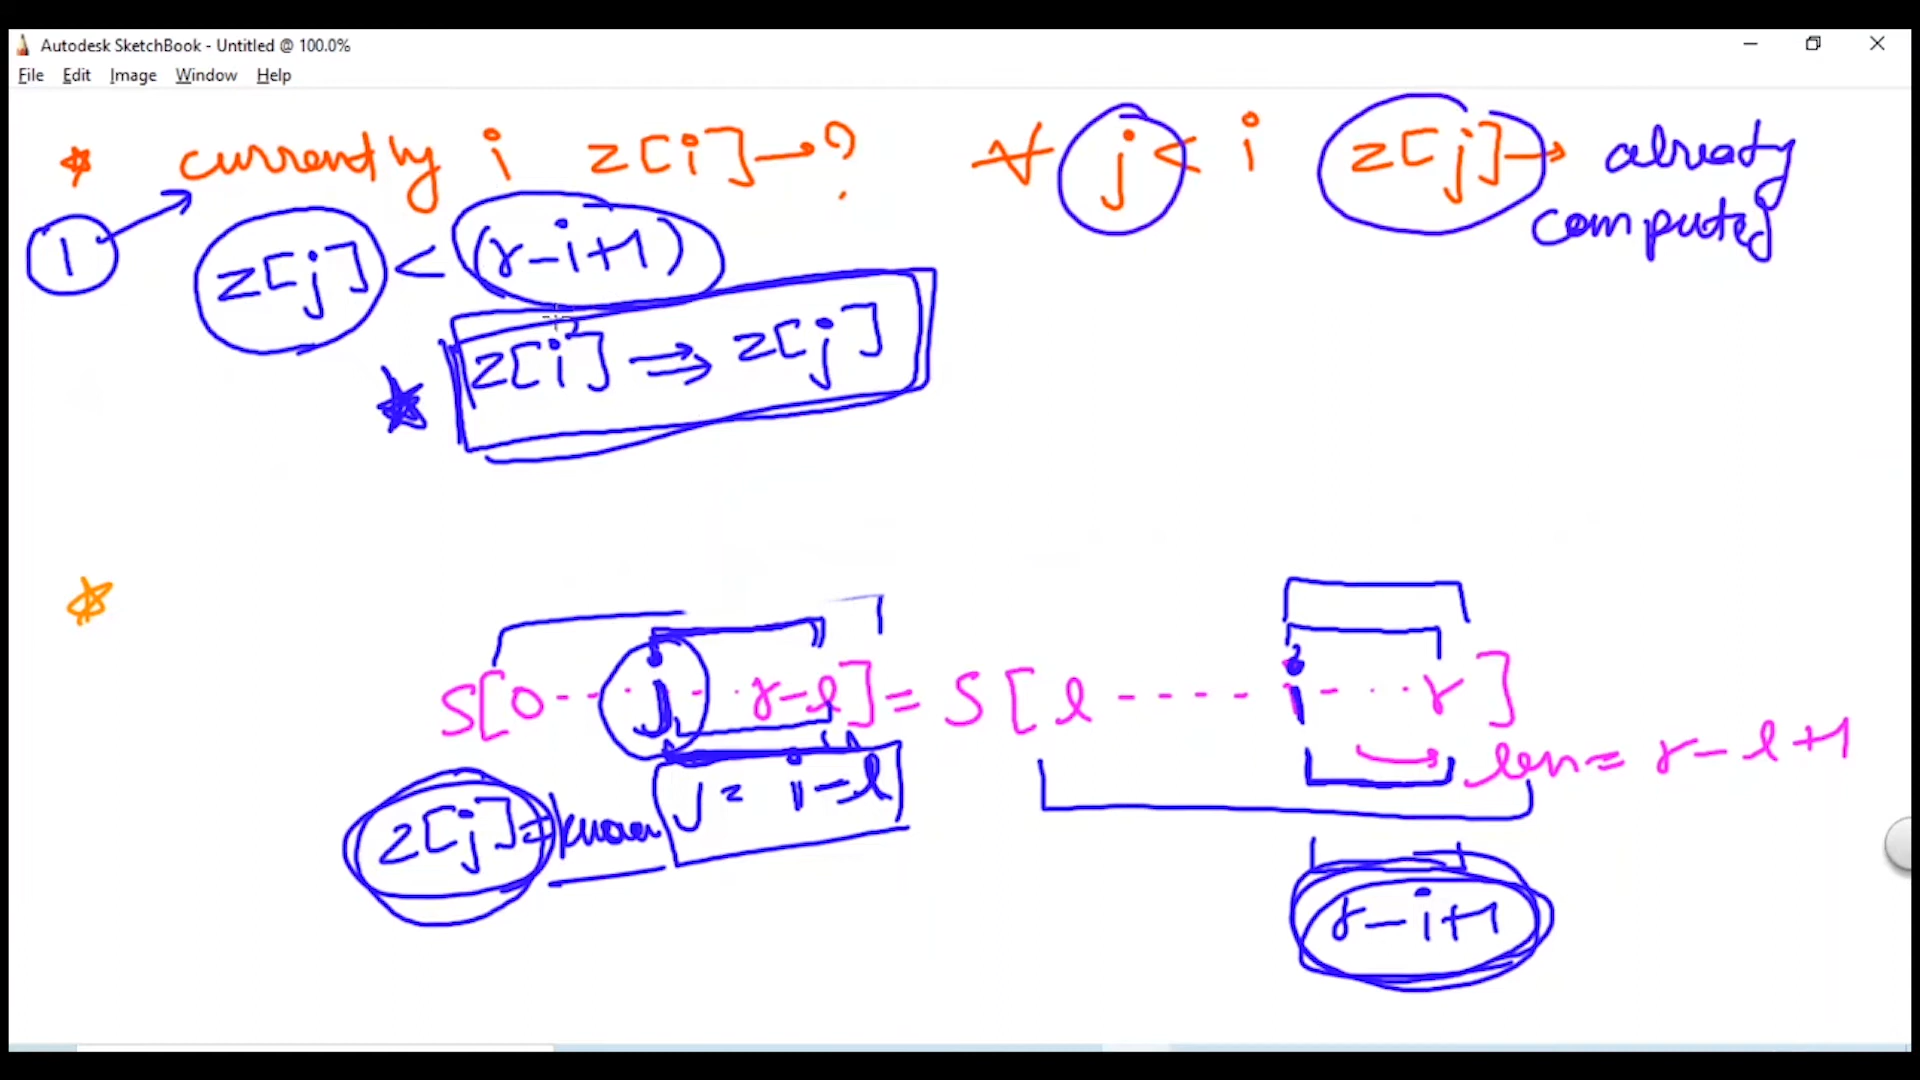 Autodesk SketchBook - Untitled @ 100.0%
File Edit Image Window Help
* currently i z[i] → ? ∀ j < i z[j] → already computed
1 z[j] < (r-i+1)
* z[i] ⇒ z[j]
*
S[0-- j -- r-l] = S[l ---- i - ·· r]
len = r-l+1
z[j] = known j = i-l
r-i+1